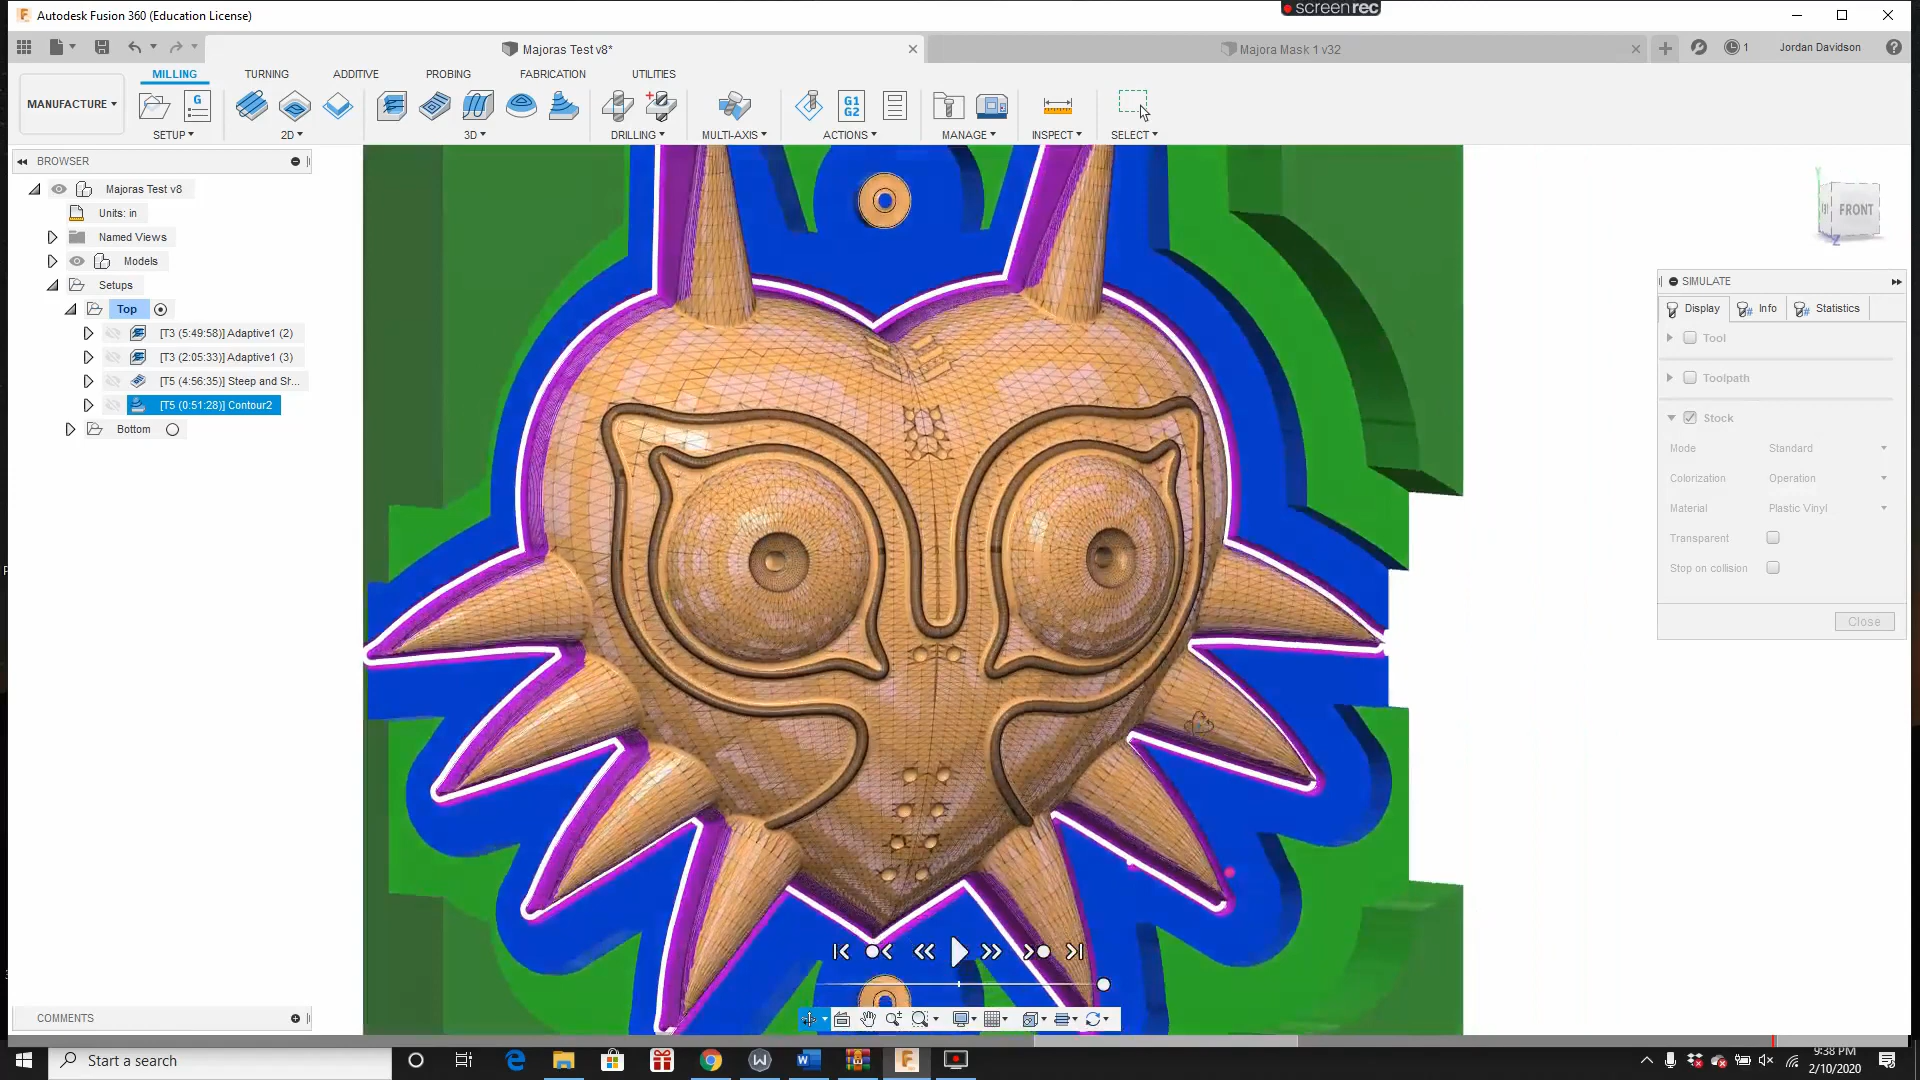 Autodesk Fusion 360 (Education License)
screenrec
Majoras Test v8*
Majora Mask 1 v32
1
Jordan Davidson
MANUFACTURE
MILLING
TURNING
ADDITIVE
PROBING
FABRICATION
UTILITIES
G
G1
G2
SETUP
2D
3D
DRILLING
MULTI-AXIS
ACTIONS
MANAGE
INSPECT
SELECT
BROWSER
Majoras Test v8
Units: in
Named Views
Models
Setups
Top
[T3 (5:49:58)] Adaptive1 (2)
[T3 (2:05:33)] Adaptive1 (3)
[T5 (4:56:35)] Steep and Sh...
[T5 (0:51:28)] Contour2
Bottom
Y
FRONT
Z
SIMULATE
Display
Info
Statistics
Tool
Toolpath
Stock
Mode Standard
Colorization Operation
Material Plastic Vinyl
Transparent
Stop on collision
Close
COMMENTS
Start a search
9:38 PM
2/10/2020